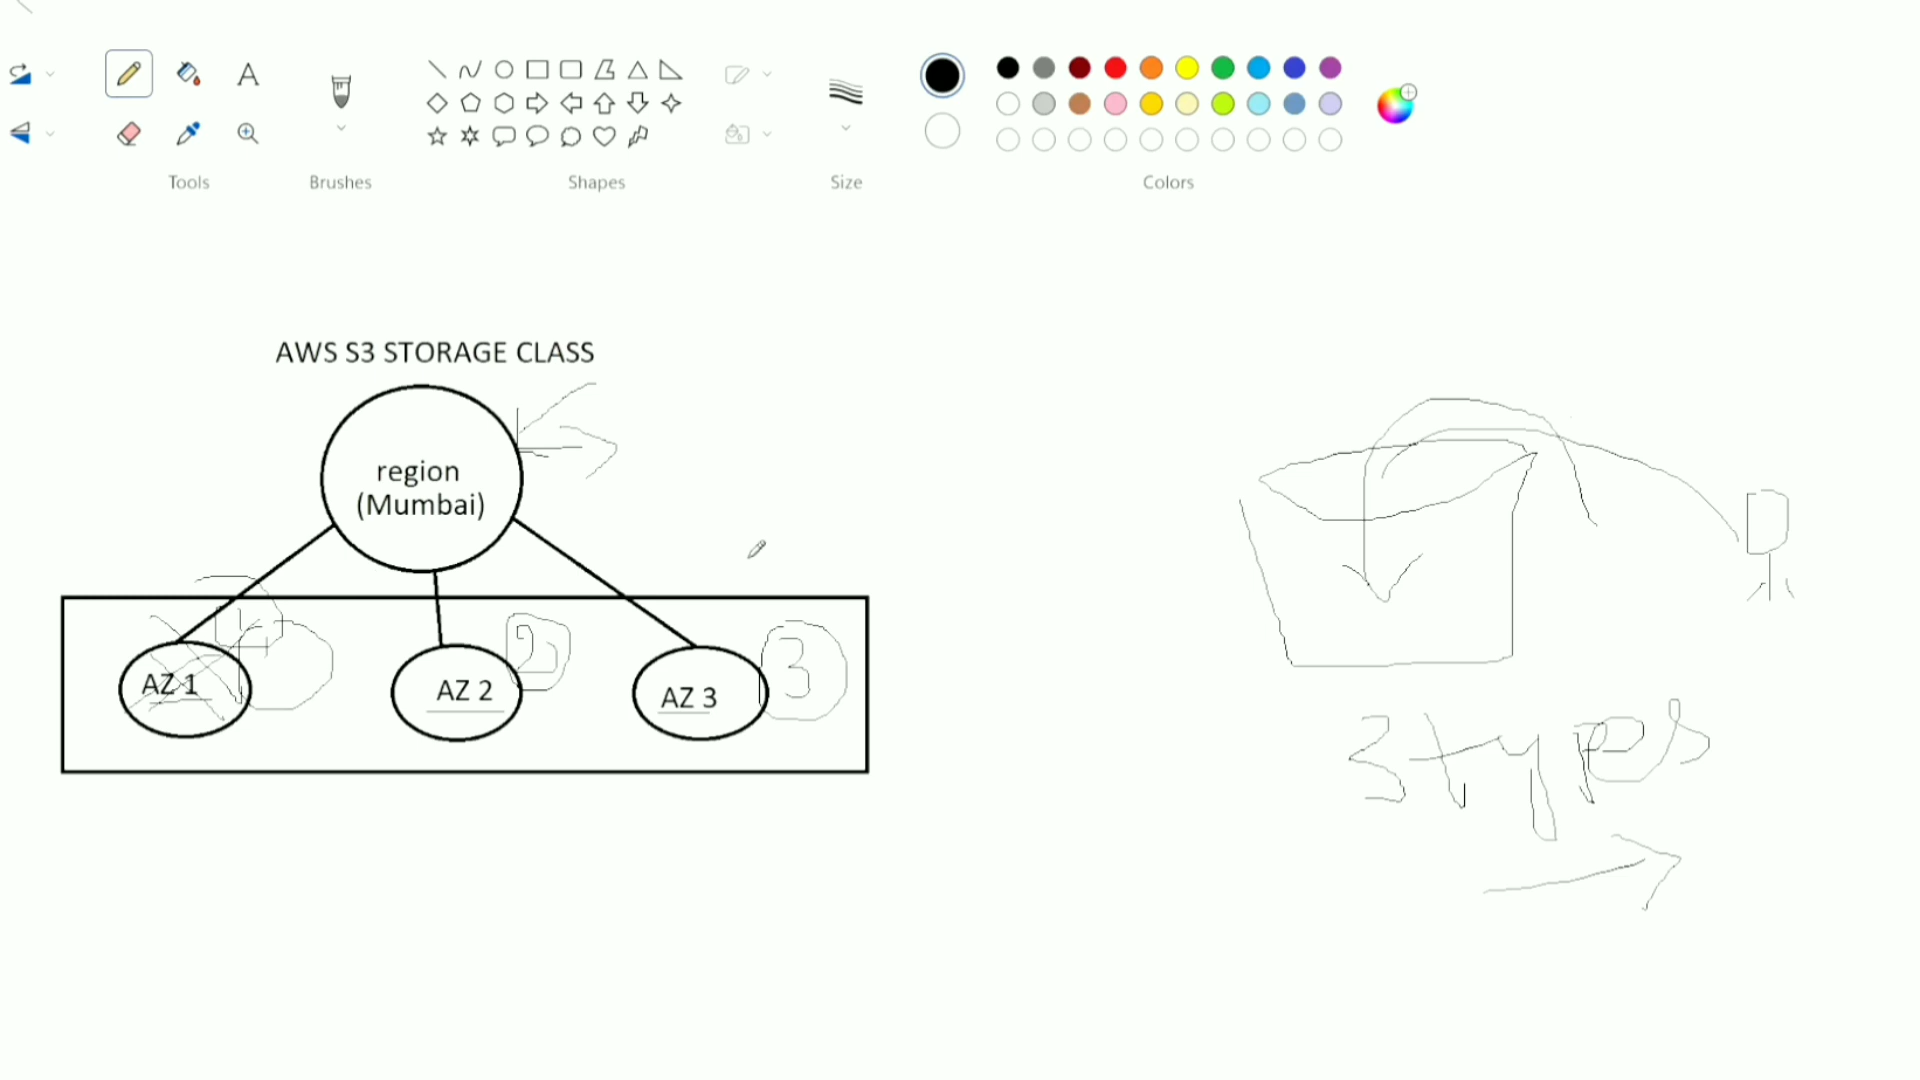 Tools
Brushes
Shapes
Size
Colors
AWS S3 STORAGE CLASS
region
(Mumbai)
AZ 1
AZ 2
2
AZ 3
3
3 types